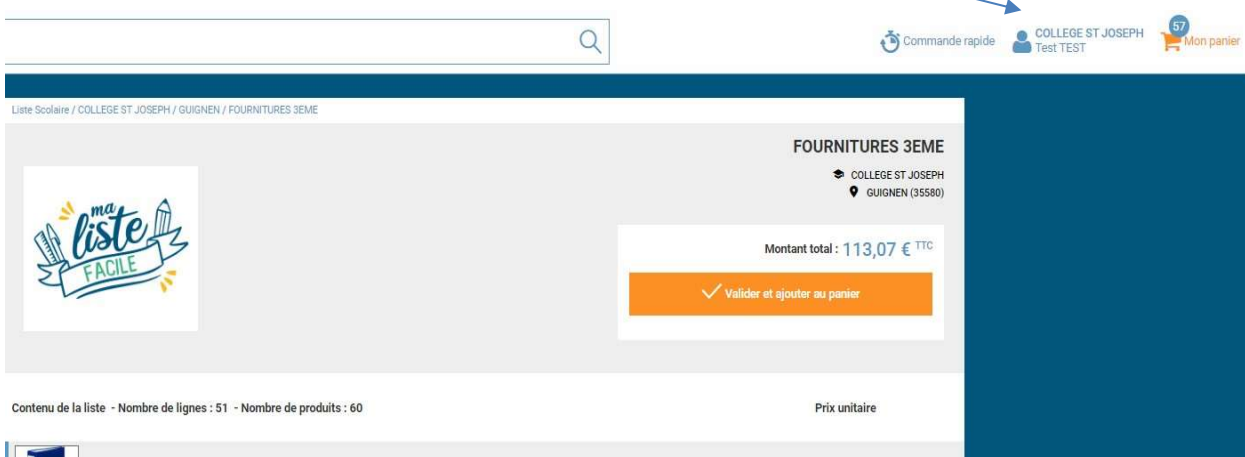 Commande rapide
COLLEGE ST JOSEPH
Test TEST
57
Mon panier
Liste Scolaire / COLLEGE ST JOSEPH / GUIGNEN / FOURNITURES 3EME
FOURNITURES 3EME
COLLEGE ST JOSEPH
GUIGNEN (35580)
ma
liste
FACILE
Montant total : 113,07 € TTC
Valider et ajouter au panier
Contenu de la liste - Nombre de lignes : 51 - Nombre de produits : 60
Prix unitaire